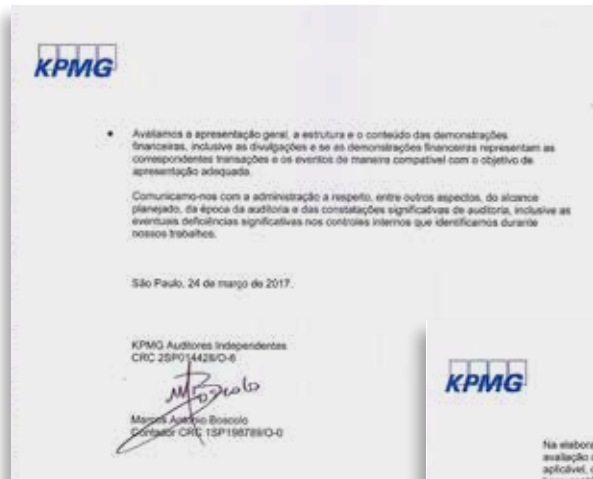 KPMG
• Avaliamos a apresentação geral, a estrutura e o conteúdo das demonstrações
financeiras, inclusive as divulgações e se as demonstrações financeiras representam as
correspondentes transações e os eventos de maneira compatível com o objetivo de
apresentação adequada.
Comunicamo-nos com a administração a respeito, entre outros aspectos, do alcance
planejado, da época da auditoria e das constatações significativas de auditoria, inclusive as
eventuais deficiências significativas nos controles internos que identificamos durante
nossos trabalhos.
São Paulo, 24 de março de 2017.
KPMG Auditores Independentes
CRC 2SP014428/O-6
M Boscolo
Marcos Antonio Boscolo
Contador CRC 1SP198789/O-0
KPMG
Na
avaliação